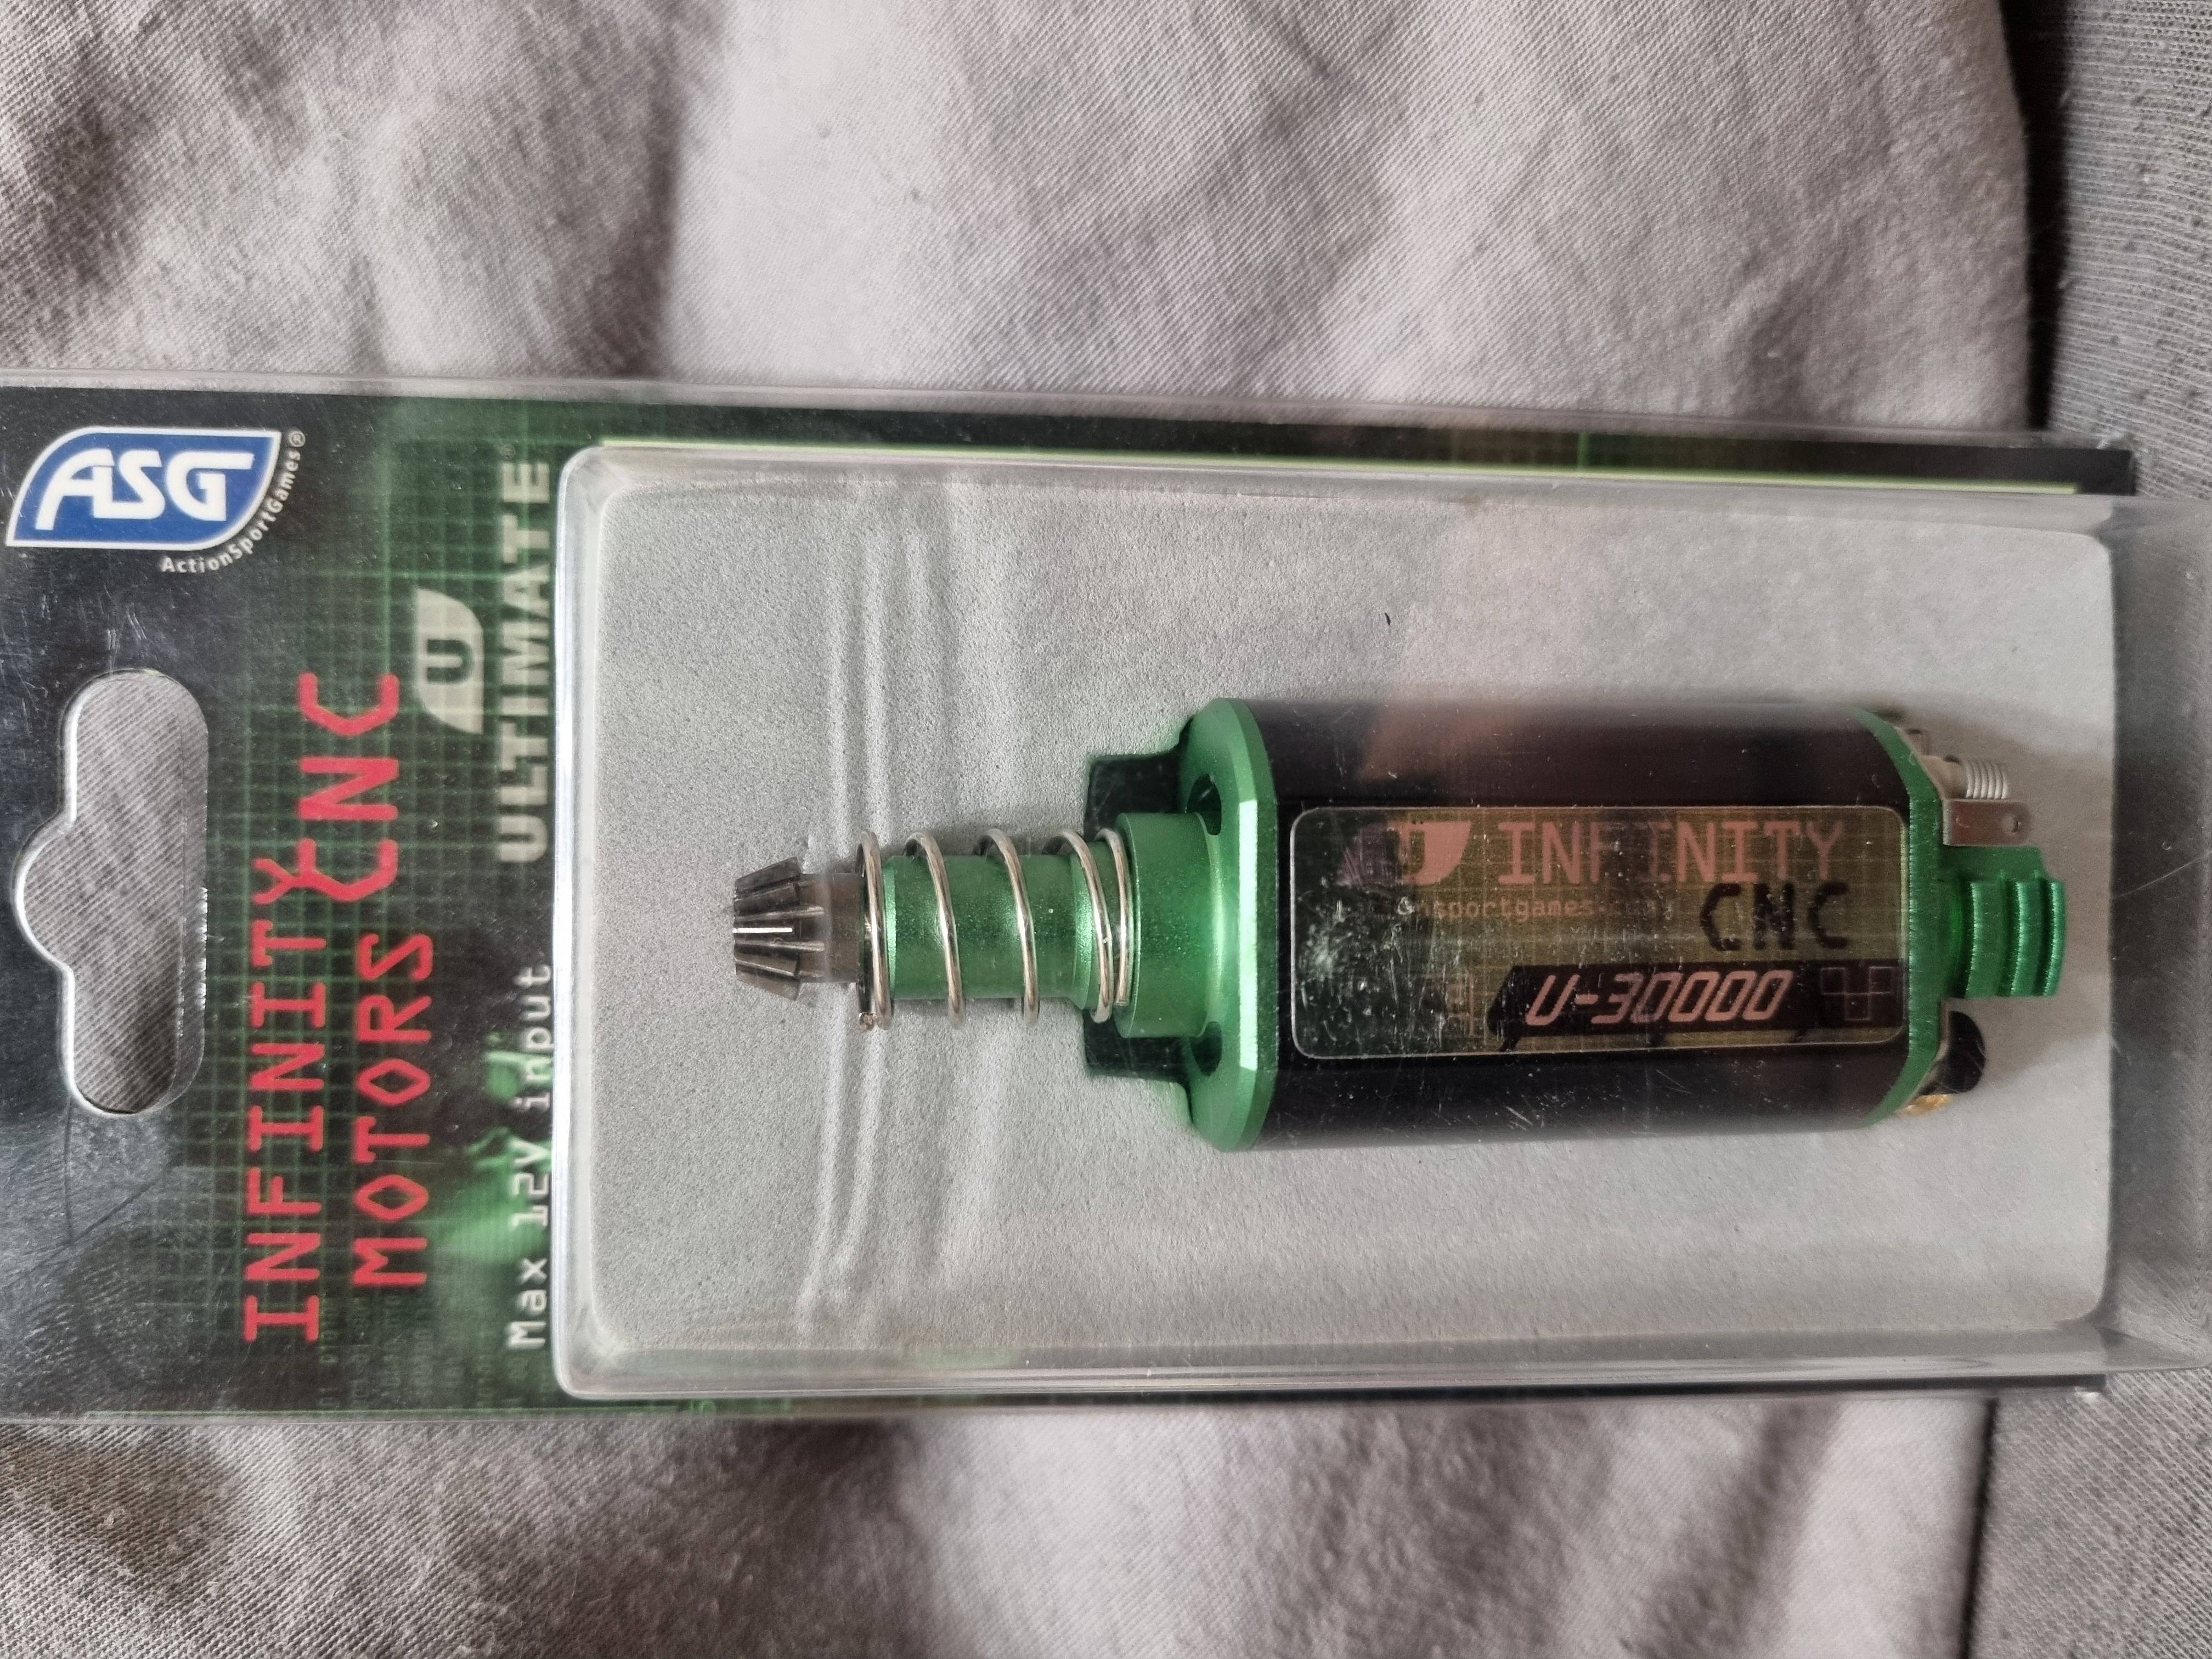 ASG
ActionSportGames®
INFINITY CNC
MOTORS
U
ULTIMATE®
Max 12V input
U INFINITY
CNC
U-30000